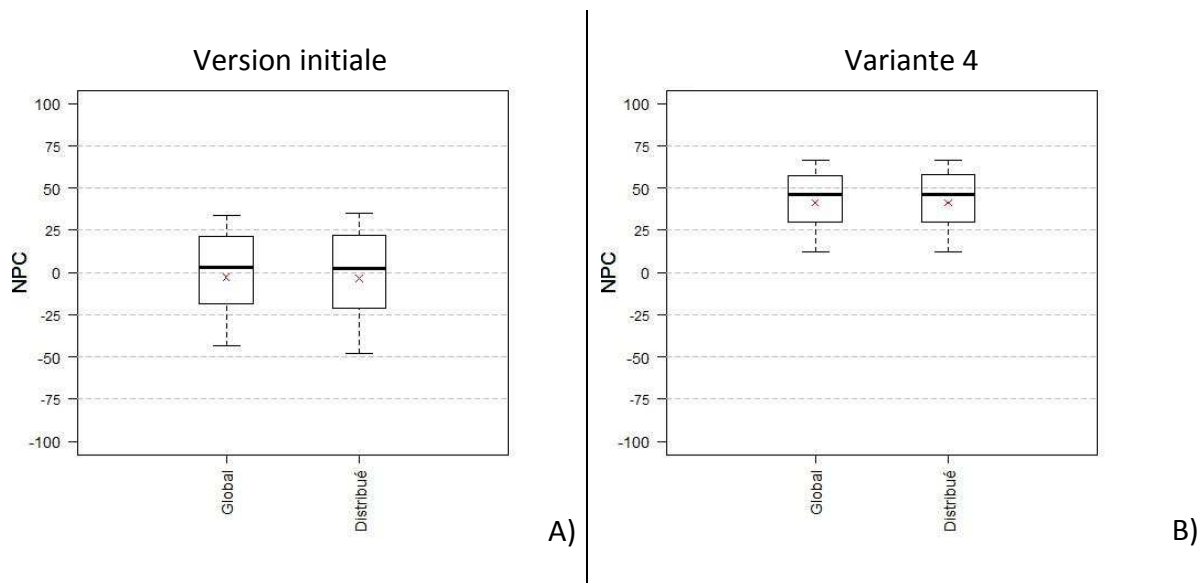 Version initiale
100
75
50
25
0
-25
-50
-75
-100
NPC
Global
Distribué
A)
Variante 4
100
75
50
25
0
-25
-50
-75
-100
NPC
Global
Distribué
B)